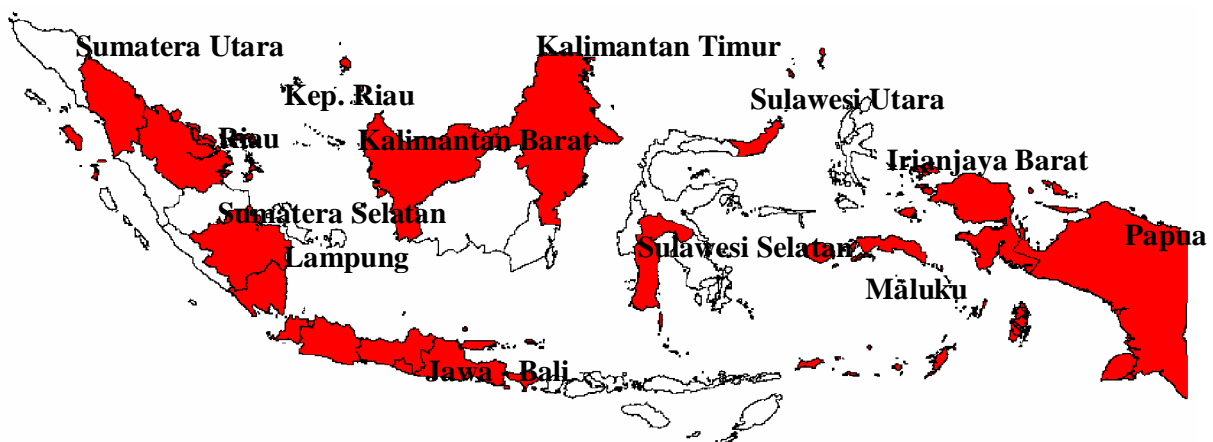 Sumatera Utara
Kalimantan Timur
Kep. Riau
Sulawesi Utara
Riau
Kalimantan Barat
Irianjaya Barat
Sumatera Selatan
Papua
Sulawesi Selatan
Lampung
Maluku
Jawa - Bali